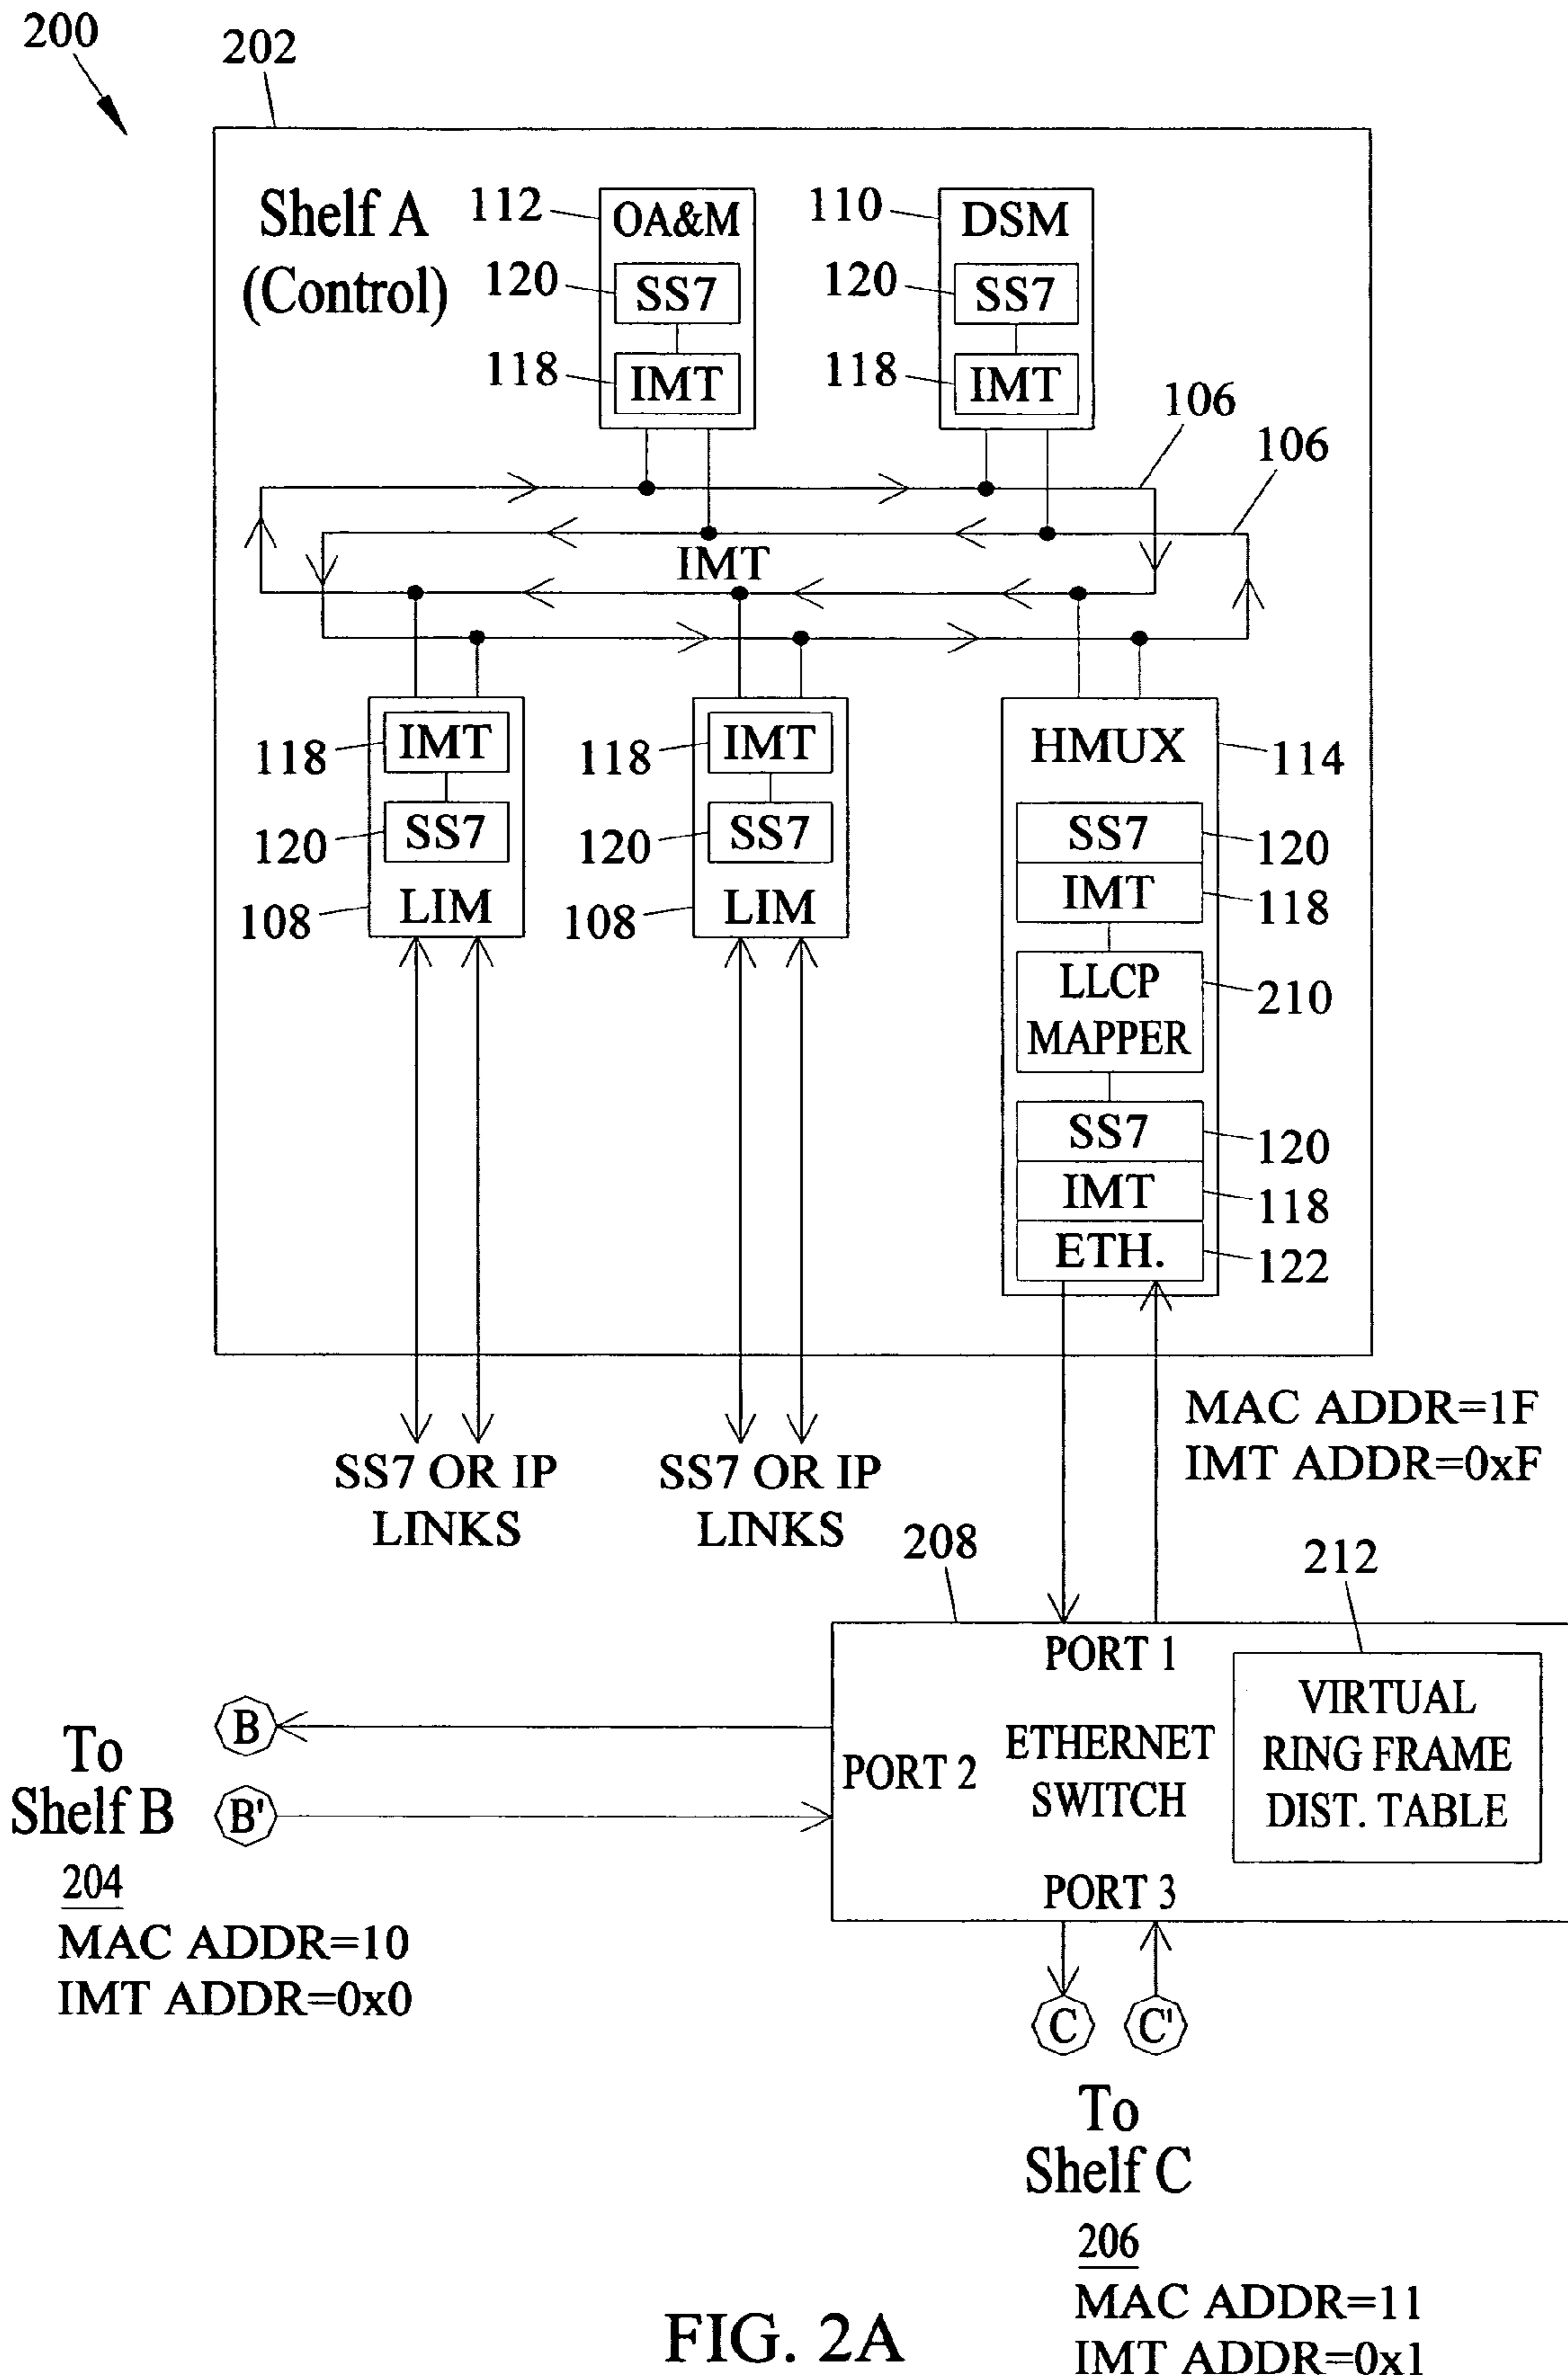 200
202
Shelf A
(Control)
112
OA&M
120
SS7
118
IMT
110
DSM
120
SS7
118
IMT
106
106
IMT
118
IMT
120
SS7
108
LIM
118
IMT
120
SS7
108
LIM
HMUX
114
SS7
120
IMT
118
LLCP
MAPPER
210
SS7
120
IMT
118
ETH.
122
SS7 OR IP
LINKS
SS7 OR IP
LINKS
MAC ADDR=1F
IMT ADDR=0xF
208
212
PORT 1
PORT 2
ETHERNET
SWITCH
PORT 3
VIRTUAL
RING FRAME
DIST. TABLE
To
Shelf B
204
MAC ADDR=10
IMT ADDR=0x0
B
B'
C
C'
To
Shelf C
206
MAC ADDR=11
IMT ADDR=0x1
FIG. 2A